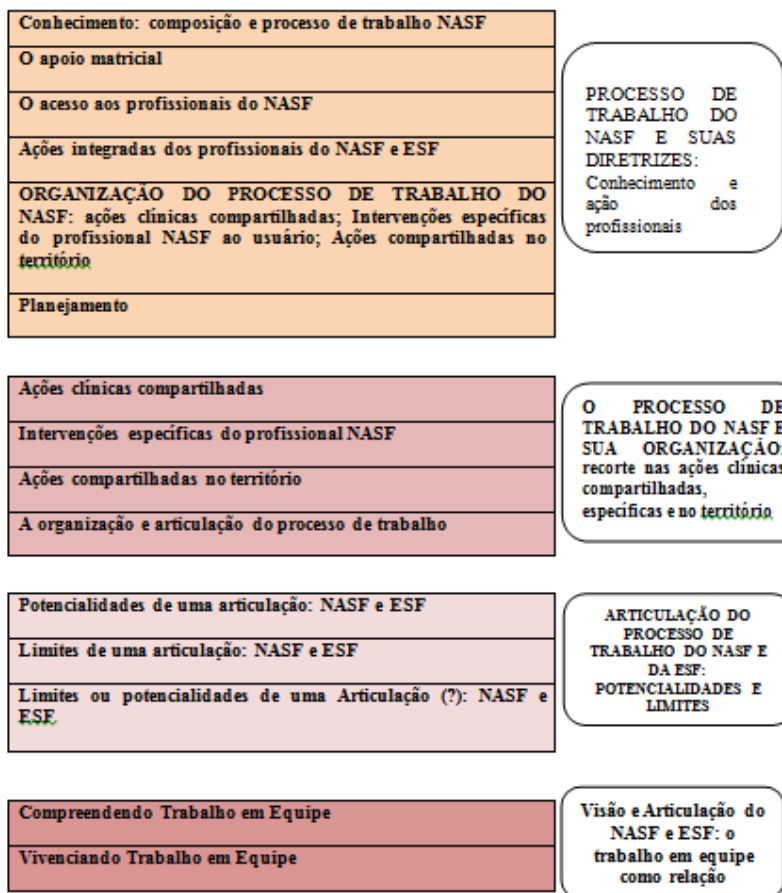 Conhecimento: composição e processo de trabalho NASF
O apoio matricial
O acesso aos profissionais do NASF
Ações integradas dos profissionais do NASF e ESF
ORGANIZAÇÃO DO PROCESSO DE TRABALHO DO
NASF: ações clínicas compartilhadas; Intervenções específicas
do profissional NASF ao usuário; Ações compartilhadas no
território
Planejamento
PROCESSO DE
TRABALHO DO
NASF E SUAS
DIRETRIZES:
Conhecimento e
ação dos
profissionais
Ações clínicas compartilhadas
Intervenções específicas do profissional NASF
Ações compartilhadas no território
A organização e articulação do processo de trabalho
O PROCESSO DE
TRABALHO DO NASF E
SUA ORGANIZAÇÃO:
recorte nas ações clínicas
compartilhadas,
específicas e no território
Potencialidades de uma articulação: NASF e ESF
Limites de uma articulação: NASF e ESF
Limites ou potencialidades de uma Articulação (?): NASF e
ESF.
ARTICULAÇÃO DO
PROCESSO DE
TRABALHO DO NASF E
DA ESF:
POTENCIALIDADES E
LIMITES
Compreendendo Trabalho em Equipe
Vivenciando Trabalho em Equipe
Visão e Articulação do
NASF e ESF: o
trabalho em equipe
como relação